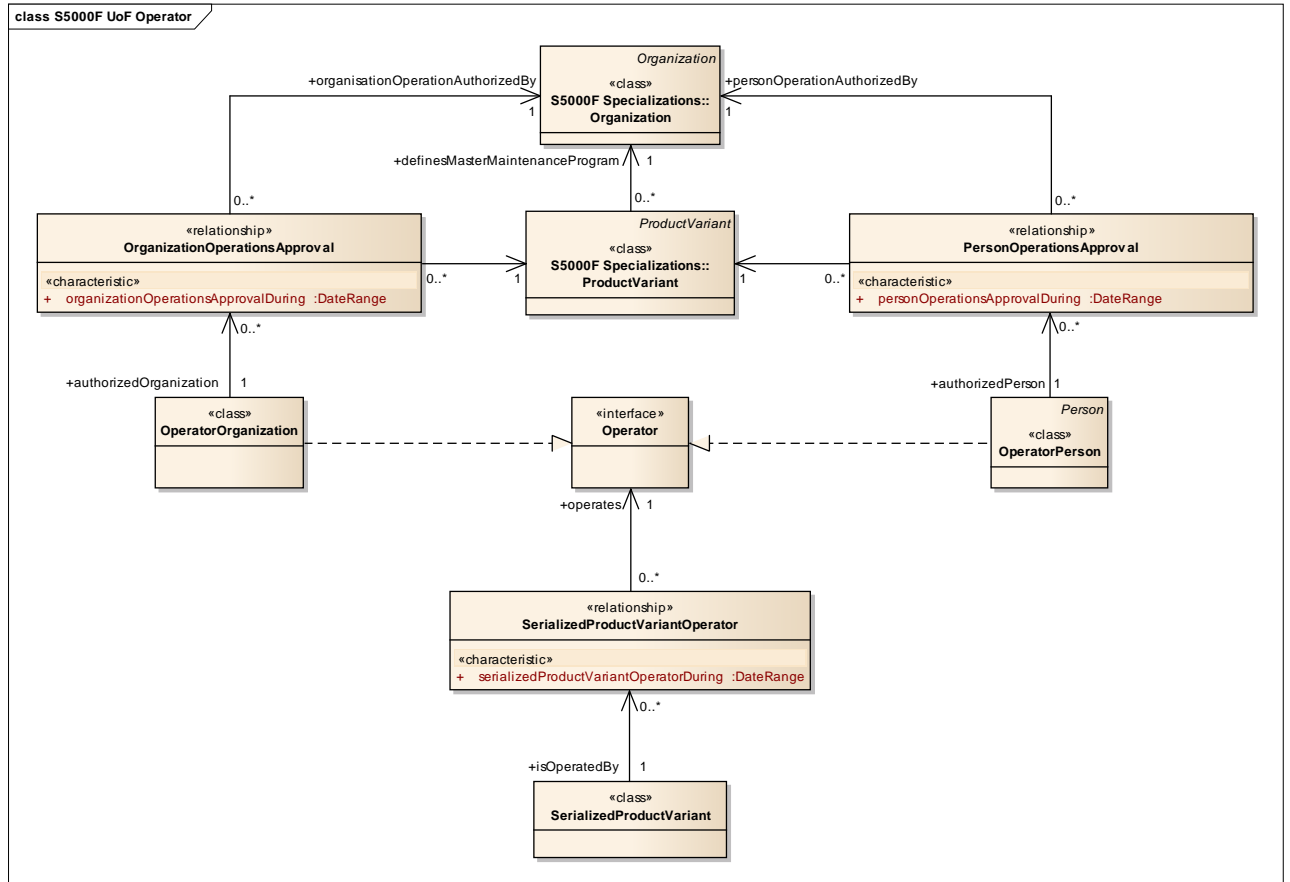 class S5000F UoF Operator
Organization
«class»
S5000F Specializations::
Organization
+organisationOperationAuthorizedBy
1
+personOperationAuthorizedBy
1
+definesMasterMaintenanceProgram
1
0..*
0..*
0..*
«relationship»
OrganizationOperationsApproval
«characteristic»
+ organizationOperationsApprovalDuring :DateRange
0..*
1
ProductVariant
«class»
S5000F Specializations::
ProductVariant
1
0..*
«relationship»
PersonOperationsApproval
«characteristic»
+ personOperationsApprovalDuring :DateRange
0..*
+authorizedOrganization
1
0..*
+authorizedPerson
1
«class»
OperatorOrganization
«interface»
Operator
Person
«class»
OperatorPerson
+operates
1
0..*
«relationship»
SerializedProductVariantOperator
«characteristic»
+ serializedProductVariantOperatorDuring :DateRange
0..*
+isOperatedBy
1
«class»
SerializedProductVariant